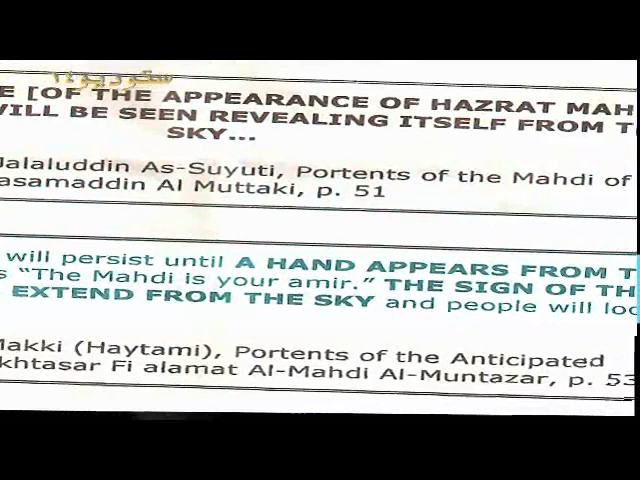 ستوديو٢٤
E [OF THE APPEARANCE OF HAZRAT MAH
WILL BE SEEN REVEALING ITSELF FROM T
SKY...
Jalaluddin As-Suyuti, Portents of the Mahdi of
asamaddin Al Muttaki, p. 51
will persist until A HAND APPEARS FROM T
s “The Mahdi is your amir.” THE SIGN OF TH
EXTEND FROM THE SKY and people will loo
Makki (Haytami), Portents of the Anticipated
khtasar Fi alamat Al-Mahdi Al-Muntazar, p. 53